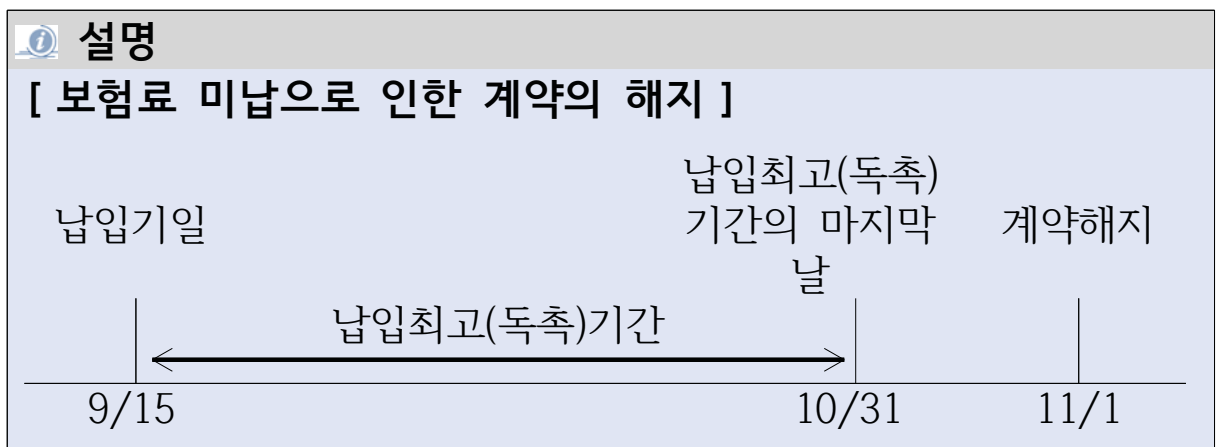 설명
[ 보험료 미납으로 인한 계약의 해지 ]
납입기일
납입최고(독촉)
기간의 마지막
날
계약해지
납입최고(독촉)기간
9/15
10/31
11/1